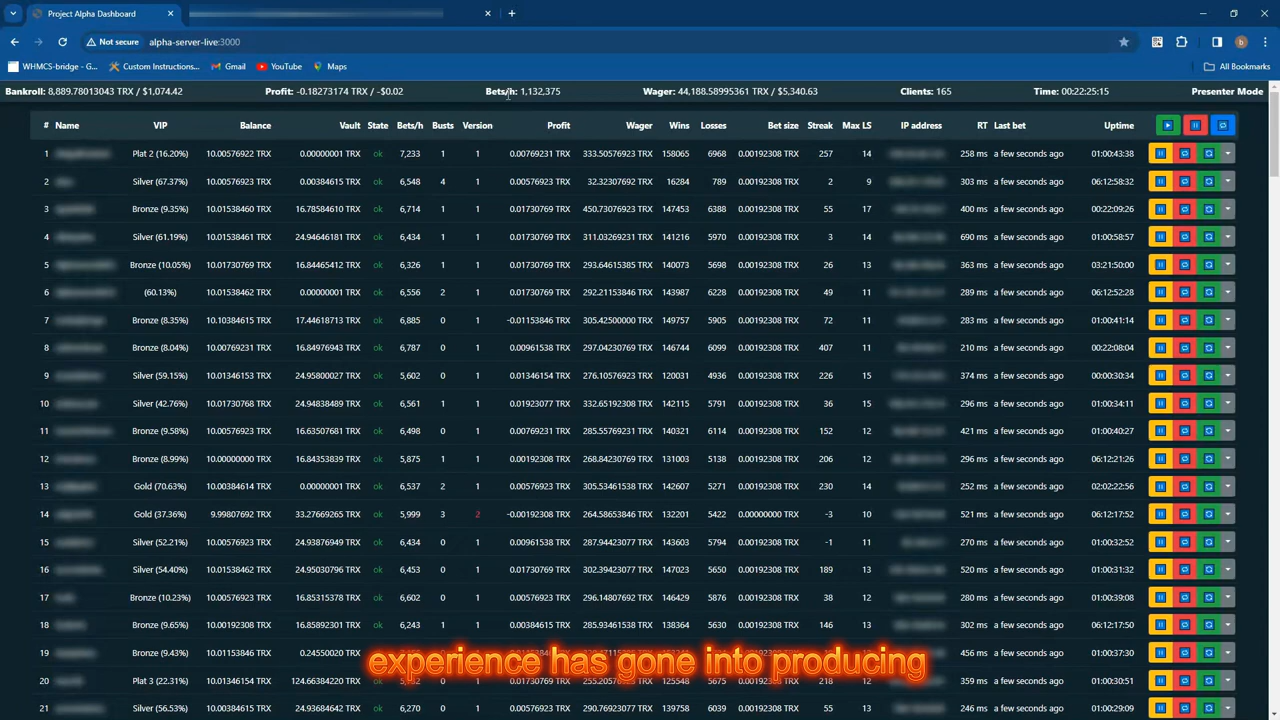 Project Alpha Dashboard
Not secure alpha-server-live:3000
WHMCS-bridge - G... Custom Instructions... Gmail YouTube Maps All Bookmarks
Bankroll: 8,889.78013043 TRX / $1,074.42 Profit: -0.18273174 TRX / -$0.02 Bets/h: 1,132,375 Wager: 44,188.58995361 TRX / $5,340.63 Clients: 165 Time: 00:22:25:15 Presenter Mode
# Name VIP Balance Vault State Bets/h Busts Version Profit Wager Wins Losses Bet size Streak Max LS IP address RT Last bet Uptime
1 Plat 2 (16.20%) 10.00576922 TRX 0.00000001 TRX ok 7,233 1 1 0.00769231 TRX 333.50576923 TRX 158065 6968 0.00192308 TRX 257 14 258 ms a few seconds ago 01:00:43:38
2 Silver (67.37%) 10.00576923 TRX 0.00384615 TRX ok 6,548 4 1 0.00576923 TRX 32.32307692 TRX 16284 709 0.00192308 TRX 2 9 303 ms a few seconds ago 06:12:58:32
3 Bronze (9.35%) 10.01538460 TRX 16.78584610 TRX ok 6,714 1 1 0.01730769 TRX 450.73076923 TRX 147453 6388 0.00192308 TRX 55 17 400 ms a few seconds ago 00:22:09:26
4 Silver (61.19%) 10.01538461 TRX 24.94646181 TRX ok 6,434 1 1 0.01730769 TRX 311.03269231 TRX 141216 5970 0.00192308 TRX 3 14 690 ms a few seconds ago 01:00:58:57
5 Bronze (10.05%) 10.01730769 TRX 16.84465412 TRX ok 6,326 1 1 0.01730769 TRX 293.64615385 TRX 140073 5823 0.00192308 TRX 26 13 363 ms a few seconds ago 03:21:50:00
6 (60.13%) 10.01538462 TRX 0.00000001 TRX ok 6,556 2 1 0.01730769 TRX 292.21153846 TRX 143987 6228 0.00192308 TRX 49 11 289 ms a few seconds ago 06:12:52:28
7 Bronze (8.35%) 10.10384615 TRX 17.44618713 TRX ok 6,885 0 1 -0.01153846 TRX 305.42500000 TRX 149757 6395 0.00192308 TRX 72 11 283 ms a few seconds ago 01:00:41:14
8 Bronze (8.04%) 10.00769230 TRX 16.84976943 TRX ok 6,787 0 1 0.00961538 TRX 297.04230769 TRX 146744 6099 0.00192308 TRX 407 11 210 ms a few seconds ago 00:22:08:04
9 Silver (59.15%) 10.01346153 TRX 24.95800027 TRX ok 5,602 0 1 0.01346154 TRX 276.10576923 TRX 120031 4936 0.00192308 TRX 226 15 374 ms a few seconds ago 00:00:30:34
10 Silver (42.76%) 10.01730768 TRX 24.94838489 TRX ok 6,561 1 1 0.01923077 TRX 332.65192308 TRX 142115 5791 0.00192308 TRX 36 15 296 ms a few seconds ago 01:00:34:11
11 Bronze (9.58%) 10.00576923 TRX 16.63507681 TRX ok 6,498 0 1 0.00769231 TRX 285.55769231 TRX 140321 6114 0.00192308 TRX 152 12 421 ms a few seconds ago 01:00:40:27
12 Bronze (8.99%) 10.00000000 TRX 16.84353839 TRX ok 5,875 1 1 0.00000000 TRX 268.84230769 TRX 131003 5138 0.00192308 TRX 206 12 296 ms a few seconds ago 06:12:21:26
13 Gold (70.63%) 10.00384614 TRX 0.00000001 TRX ok 6,537 2 1 0.00576923 TRX 305.53461538 TRX 142607 5271 0.00192308 TRX 230 14 252 ms a few seconds ago 02:02:22:56
14 Gold (37.36%) 9.99807692 TRX 33.27669265 TRX ok 5,999 3 2 -0.00192308 TRX 264.58653846 TRX 132201 5422 0.00000000 TRX -3 10 521 ms a few seconds ago 06:12:17:52
15 Silver (52.21%) 10.01153845 TRX 24.93876949 TRX ok 6,434 0 1 0.00961538 TRX 287.94423077 TRX 139287 5794 0.00192308 TRX -1 11 270 ms a few seconds ago 01:00:32:52
16 Silver (54.40%) 10.01538462 TRX 24.95030796 TRX ok 6,453 0 1 0.01730769 TRX 302.39423077 TRX 147023 5650 0.00192308 TRX 189 13 520 ms a few seconds ago 01:00:31:32
17 Bronze (10.23%) 10.00576923 TRX 16.85315378 TRX ok 6,602 0 1 0.00576923 TRX 296.14807692 TRX 146429 5876 0.00192308 TRX 38 12 280 ms a few seconds ago 01:00:39:08
18 Bronze (9.65%) 10.00384615 TRX 16.85892301 TRX ok 6,243 1 1 0.00384615 TRX 285.93461538 TRX 138364 5630 0.00192308 TRX 146 13 302 ms a few seconds ago 06:12:17:50
19 Bronze (9.43%) 10.01153846 TRX 0.24550020 TRX ok 6,359 0 456 ms a few seconds ago 01:00:37:30
20 Plat 3 (22.31%) 10.01153846 TRX 124.66384220 TRX ok 5,945 1 125548 5575 0.00192308 TRX 218 12 359 ms a few seconds ago 01:00:30:51
21 Silver (56.53%) 10.00576922 TRX 24.95607719 TRX ok 6,270 0 1 0.00576923 TRX 290.76923077 TRX 139758 6039 0.00192308 TRX 55 13 246 ms a few seconds ago 01:00:29:09
experience has gone into producing